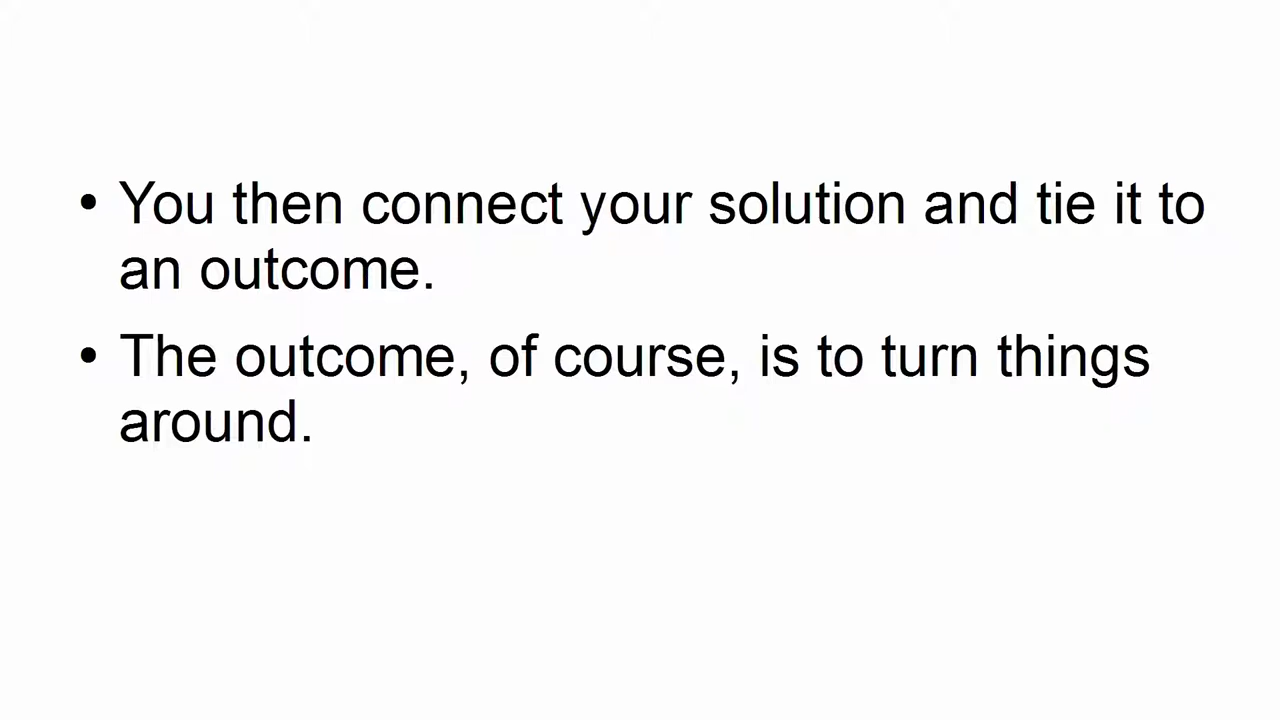 • You then connect your solution and tie it to
an outcome.
• The outcome, of course, is to turn things
around.